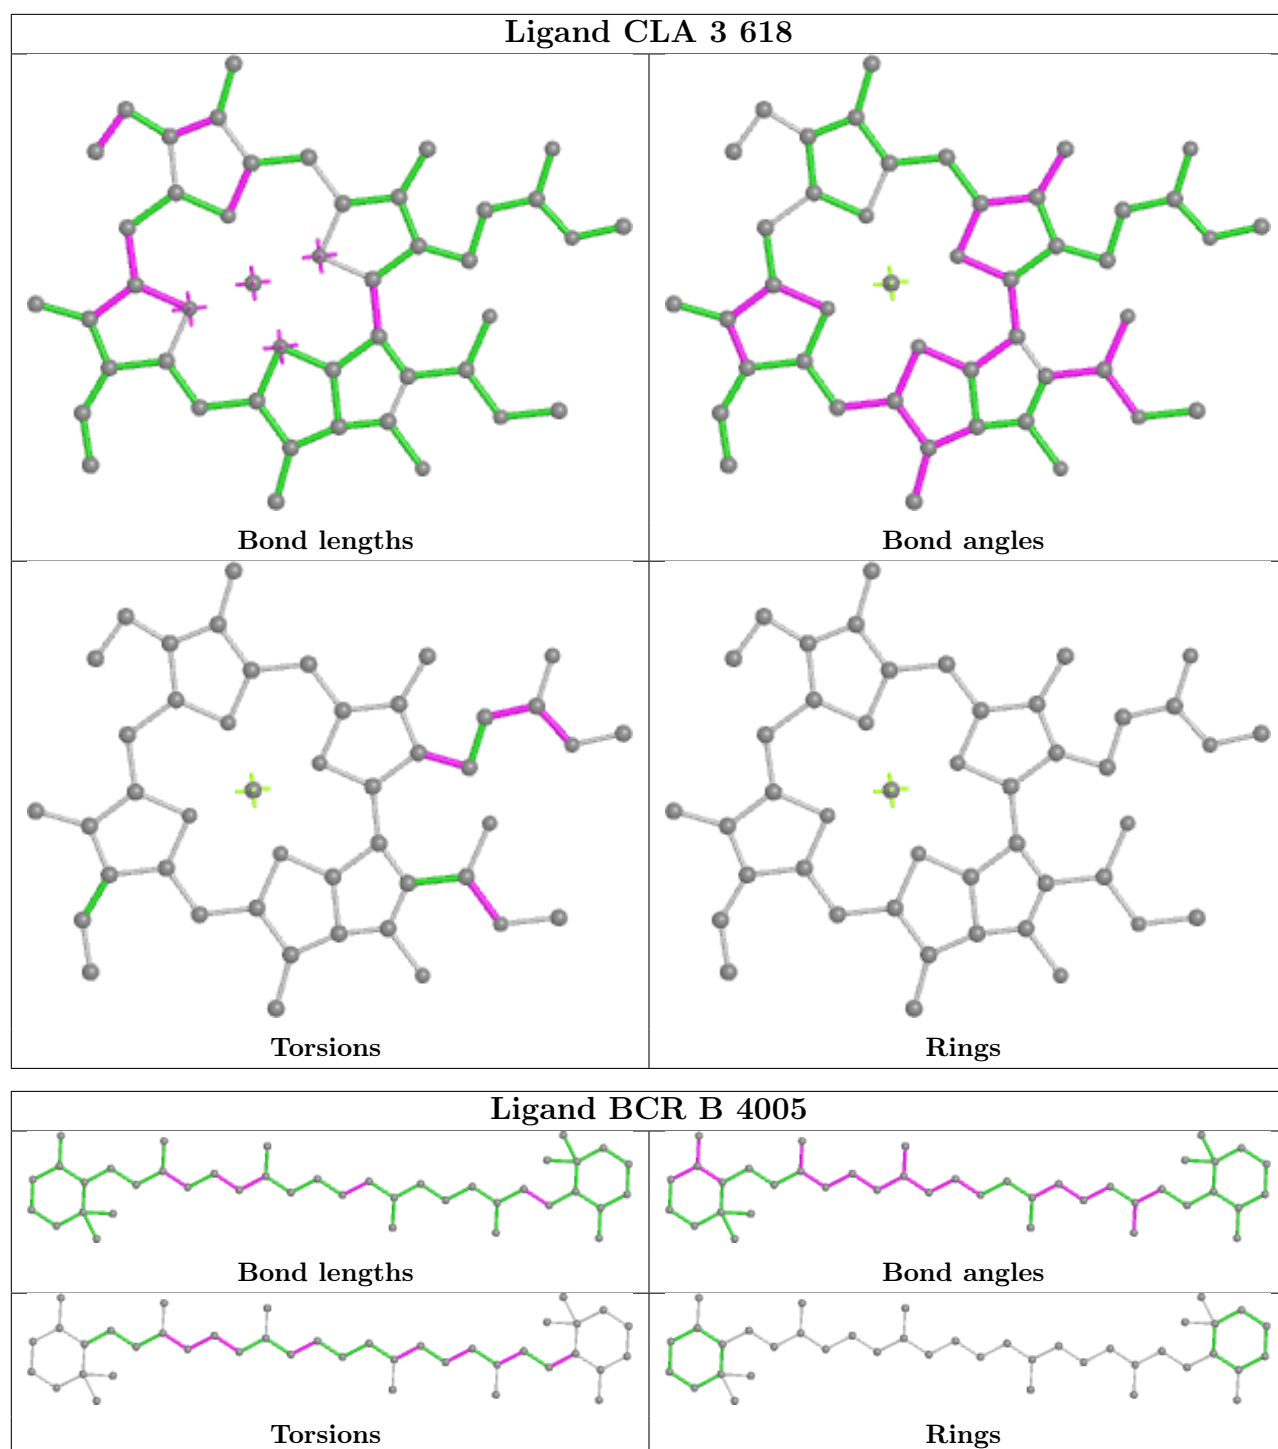 Ligand CLA 3 618
Bond lengths
Bond angles
Torsions
Rings
Ligand BCR B 4005
Bond lengths
Bond angles
Torsions
Rings